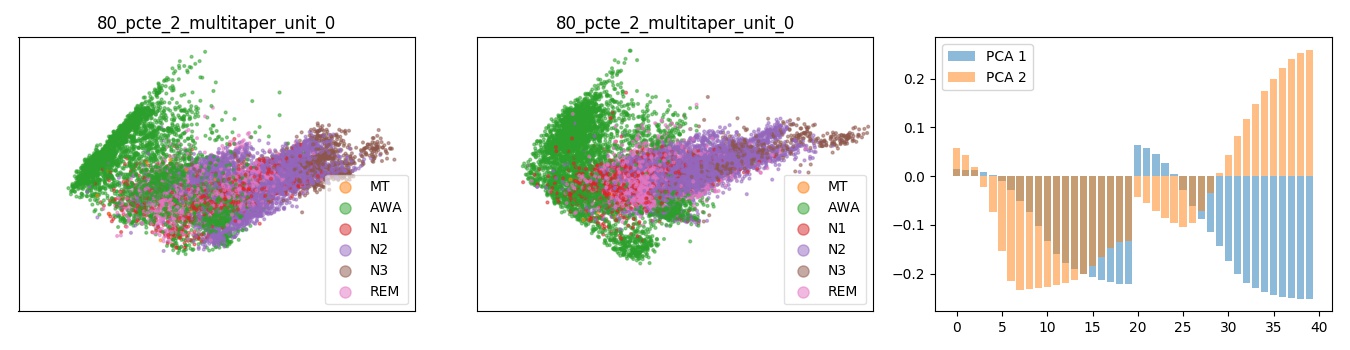 80_pcte_2_multitaper_unit_0
MT
AWA
N1
N2
N3
REM
80_pcte_2_multitaper_unit_0
MT
AWA
N1
N2
N3
REM
PCA 1
PCA 2
0.2
0.1
0.0
−0.1
−0.2
0 5 10 15 20 25 30 35 40